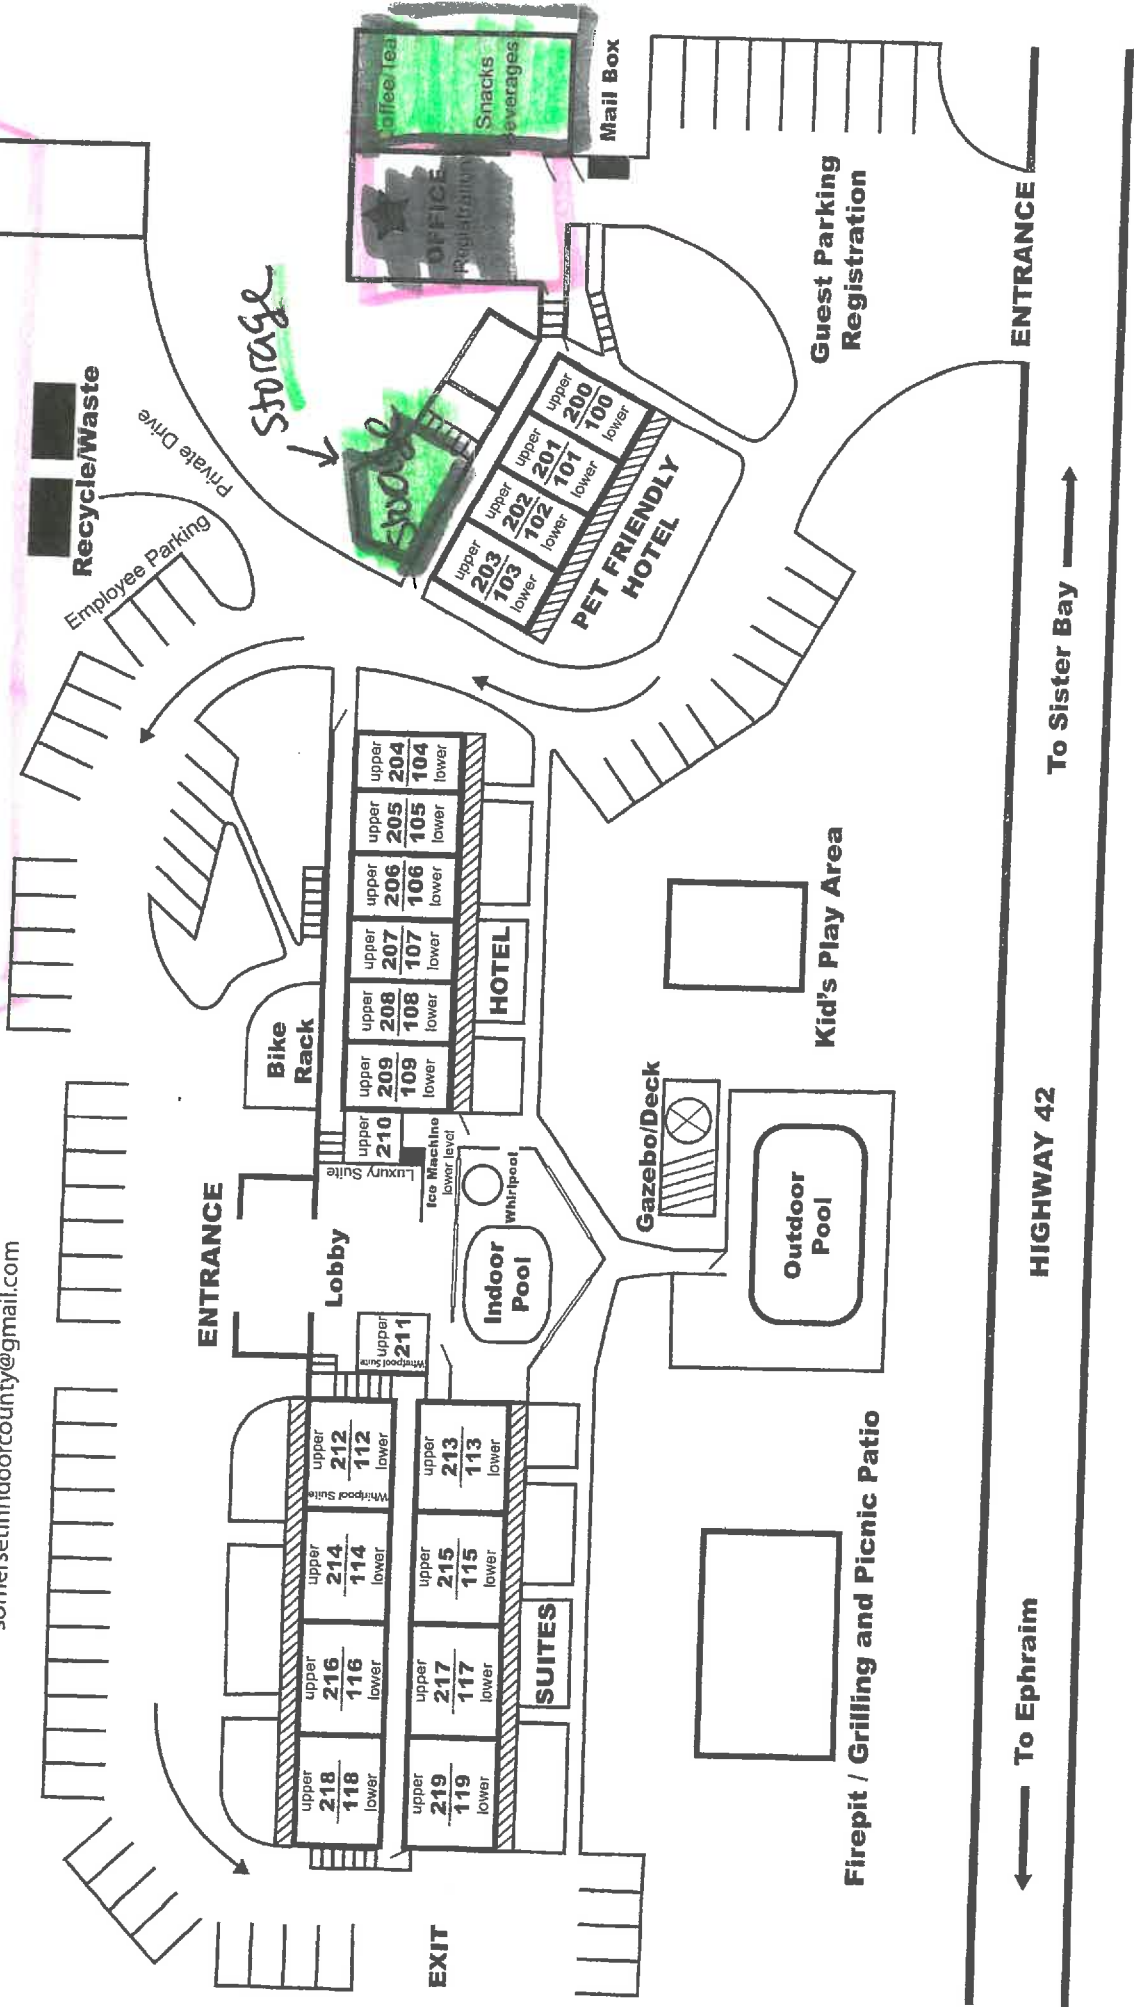 somersetinndoorcounty@gmail.com
Recycle/Waste
Employee Parking
Private Drive
Storage
Storage
ENTRANCE
Lobby
Bike
Rack
EXIT
upper
218
118
lower
upper
216
116
lower
upper
214
114
lower
upper
212
112
lower
Whirlpool Suite
upper
219
119
lower
upper
217
117
lower
upper
215
115
lower
upper
213
113
lower
SUITES
upper
211
Whirlpool Suite
upper
210
Luxury Suite
Ice Machine
lower level
Whirlpool
Indoor
Pool
upper
209
109
lower
upper
208
108
lower
upper
207
107
lower
upper
206
106
lower
upper
205
105
lower
upper
204
104
lower
HOTEL
upper
203
103
lower
upper
202
102
lower
upper
201
101
lower
upper
200
100
lower
PET FRIENDLY
HOTEL
OFFICE
Registration
offee/Tea
Snacks
everages
Mail Box
Gazebo/Deck
Outdoor
Pool
Kid's Play Area
Firepit / Grilling and Picnic Patio
Guest Parking
Registration
ENTRANCE
To Ephraim
HIGHWAY 42
To Sister Bay